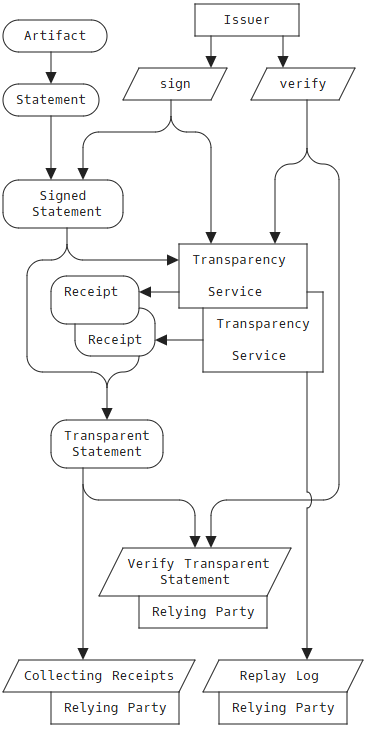 Issuer
Artifact
sign
verify
Statement
Signed
Statement
Transparency
Service
Receipt
Transparency
Service
Receipt
Transparent
Statement
Verify Transparent
Statement
Relying Party
Collecting Receipts
Relying Party
Replay Log
Relying Party